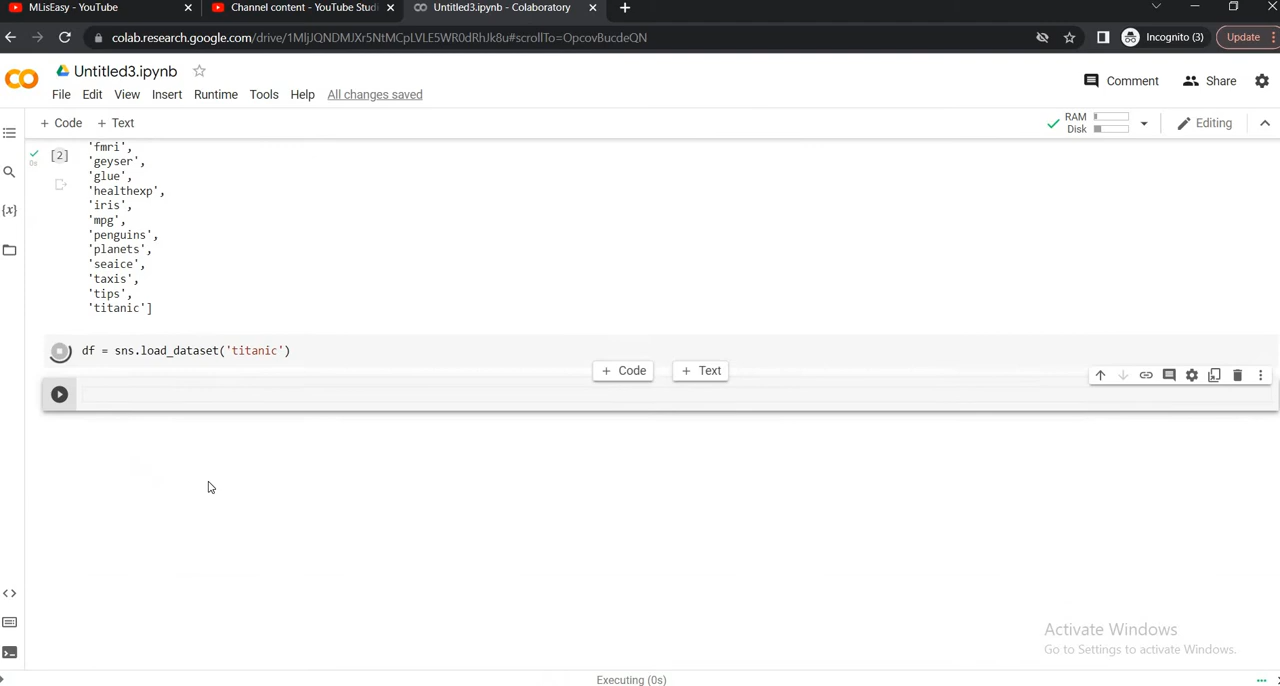 MLisEasy - YouTube
Channel content - YouTube Studi
Untitled3.ipynb - Colaboratory
colab.research.google.com/drive/1MljJQNDMJXr5NtMCpLVLE5WR0dRhJk8u#scrollTo=OpcovBucdeQN
Incognito (3)
Update
CO
Untitled3.ipynb
File Edit View Insert Runtime Tools Help All changes saved
Comment
Share
+ Code + Text
RAM
Disk
Editing
[2]
0s
'fmri',
'geyser',
'glue',
'healthexp',
'iris',
'mpg',
'penguins',
'planets',
'seaice',
'taxis',
'tips',
'titanic']
{x}
df = sns.load_dataset('titanic')
+ Code + Text
Activate Windows
Go to Settings to activate Windows.
Executing (0s)